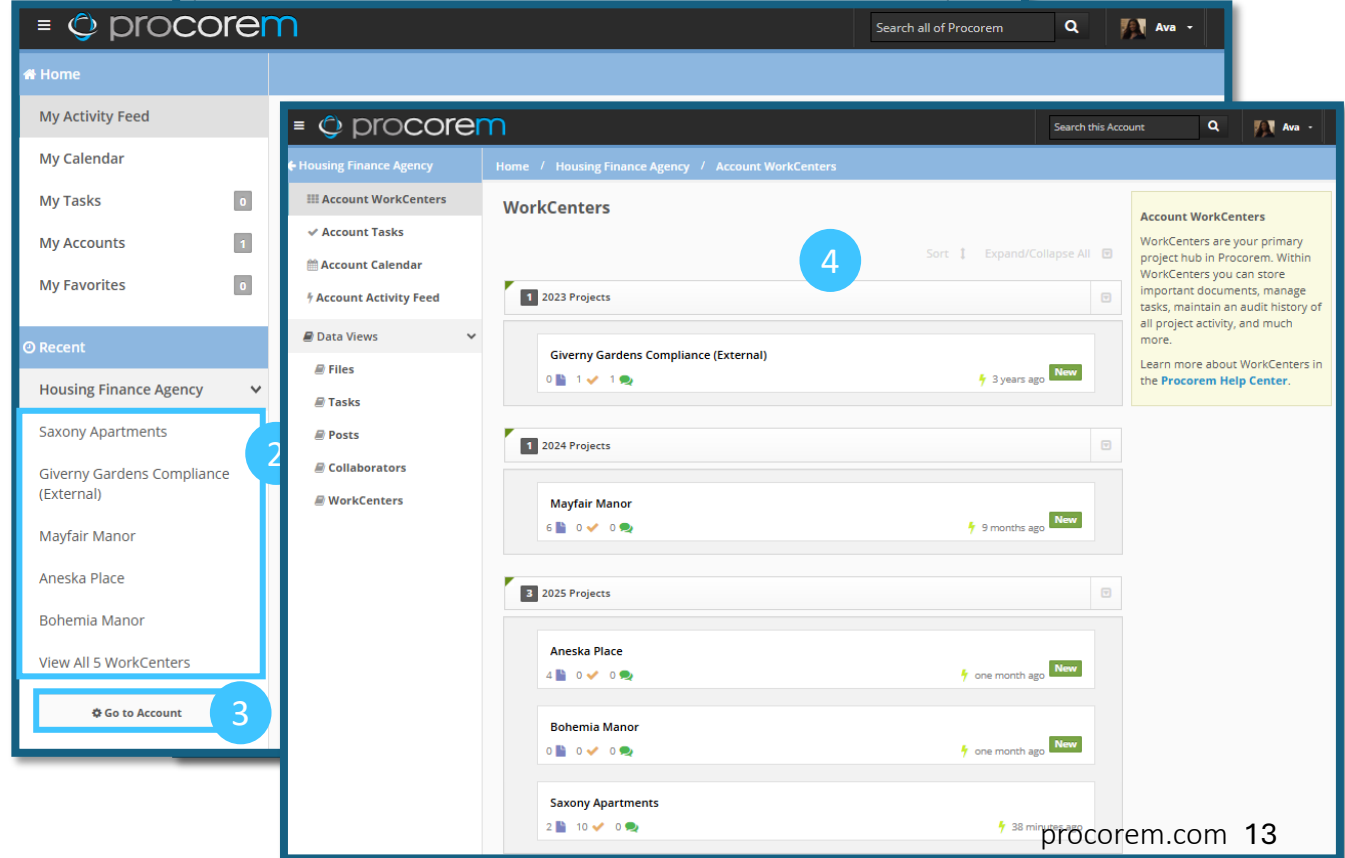 procorem
Search all of Procorem
Ava
Home
My Activity Feed
My Calendar
My Tasks 0
My Accounts 1
My Favorites 0
Recent
Housing Finance Agency
Saxony Apartments
2
Giverny Gardens Compliance
(External)
Mayfair Manor
Aneska Place
Bohemia Manor
View All 5 WorkCenters
Go to Account
3
procorem
Search this Account
Ava
Housing Finance Agency
Home / Housing Finance Agency / Account WorkCenters
Account WorkCenters
Account Tasks
Account Calendar
Account Activity Feed
Data Views
Files
Tasks
Posts
Collaborators
WorkCenters
WorkCenters
4
Sort Expand/Collapse All
1 2023 Projects
Giverny Gardens Compliance (External)
0 1 1 3 years ago New
1 2024 Projects
Mayfair Manor
6 0 0 9 months ago New
3 2025 Projects
Aneska Place
4 0 0 one month ago New
Bohemia Manor
0 0 0 one month ago New
Saxony Apartments
2 10 0 38 minutes ago
Account WorkCenters
WorkCenters are your primary
project hub in Procorem. Within
WorkCenters you can store
important documents, manage
tasks, maintain an audit history of
all project activity, and much
more.
Learn more about WorkCenters in
the Procorem Help Center.
procorem.com 13